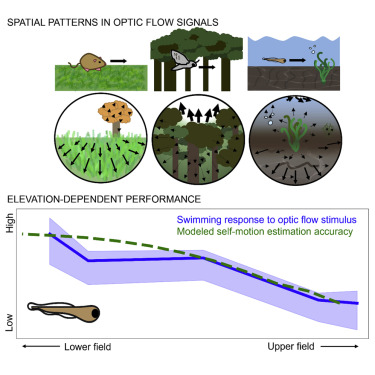 SPATIAL PATTERNS IN OPTIC FLOW SIGNALS
ELEVATION-DEPENDENT PERFORMANCE
High
Swimming response to optic flow stimulus
Modeled self-motion estimation accuracy
Low
Lower field
Upper field